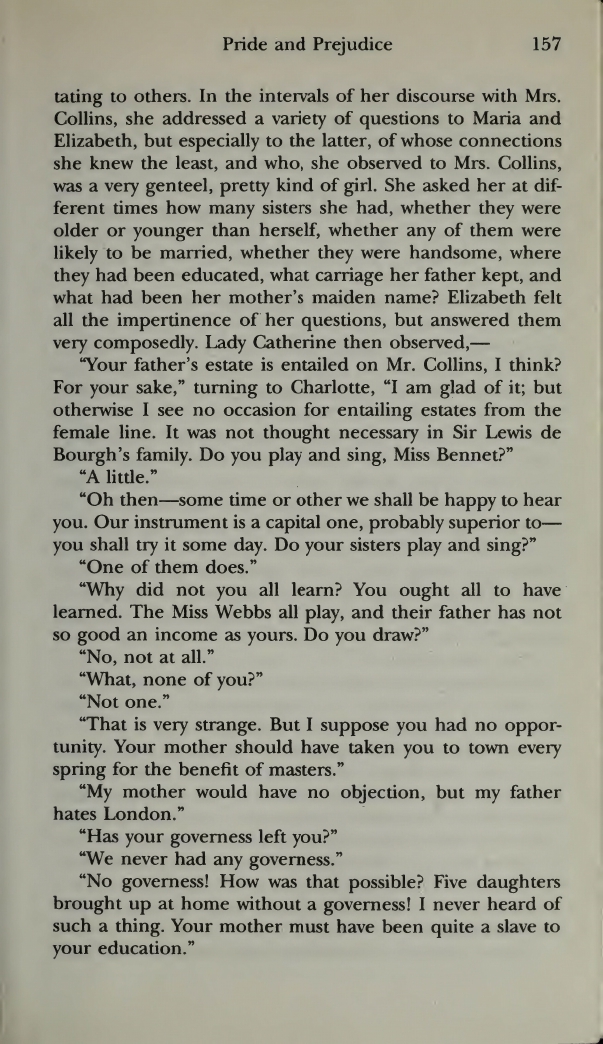 Pride and Prejudice 157
tating to others. In the intervals of her discourse with Mrs.
Collins, she addressed a variety of questions to Maria and
Elizabeth, but especially to the latter, of whose connections
she knew the least, and who, she observed to Mrs. Collins,
was a very genteel, pretty kind of girl. She asked her at dif-
ferent times how many sisters she had, whether they were
older or younger than herself, whether any of them were
likely to be married, whether they were handsome, where
they had been educated, what carriage her father kept, and
what had been her mother's maiden name? Elizabeth felt
all the impertinence of her questions, but answered them
very composedly. Lady Catherine then observed,—
“Your father's estate is entailed on Mr. Collins, I think?
For your sake,” turning to Charlotte, “I am glad of it; but
otherwise I see no occasion for entailing estates from the
female line. It was not thought necessary in Sir Lewis de
Bourgh's family. Do you play and sing, Miss Bennet?”
“A little.”
“Oh then—some time or other we shall be happy to hear
you. Our instrument is a capital one, probably superior to—
you shall try it some day. Do your sisters play and sing?”
“One of them does.”
“Why did not you all learn? You ought all to have
learned. The Miss Webbs all play, and their father has not
so good an income as yours. Do you draw?”
“No, not at all.”
“What, none of you?”
“Not one.”
“That is very strange. But I suppose you had no oppor-
tunity. Your mother should have taken you to town every
spring for the benefit of masters.”
“My mother would have no objection, but my father
hates London.”
“Has your governess left you?”
“We never had any governess.”
“No governess! How was that possible? Five daughters
brought up at home without a governess! I never heard of
such a thing. Your mother must have been quite a slave to
your education.”